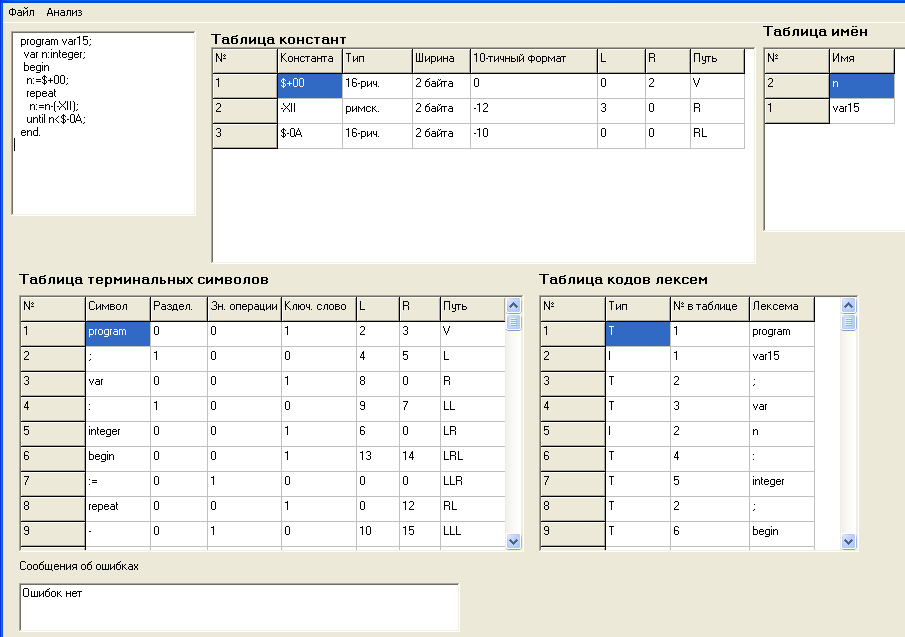 Файл Анализ
program var15;
var n:integer;
begin
n:=$+00;
repeat
n:=n-(-XII);
until n<$-0A;
end.
Таблица констант
№ Константа Тип Ширина 10-тичный формат L R Путь
1 $+00 16-рич. 2 байта 0 0 2 V
2 -XII римск. 2 байта -12 3 0 R
3 $-0A 16-рич. 2 байта -10 0 0 RL
Таблица имён
№ Имя
2 n
1 var15
Таблица терминальных символов
№ Символ Раздел. Зн. операции Ключ. слово L R Путь
1 program 0 0 1 2 3 V
2 ; 1 0 0 4 5 L
3 var 0 0 1 8 0 R
4 : 1 0 0 9 7 LL
5 integer 0 0 1 6 0 LR
6 begin 0 0 1 13 14 LRL
7 := 0 1 0 0 0 LLR
8 repeat 0 0 1 0 12 RL
9 - 0 1 0 10 15 LLL
Таблица кодов лексем
№ Тип № в таблице Лексема
1 T 1 program
2 I 1 var15
3 T 2 ;
4 T 3 var
5 I 2 n
6 T 4 :
7 T 5 integer
8 T 2 ;
9 T 6 begin
Сообщения об ошибках
Ошибок нет